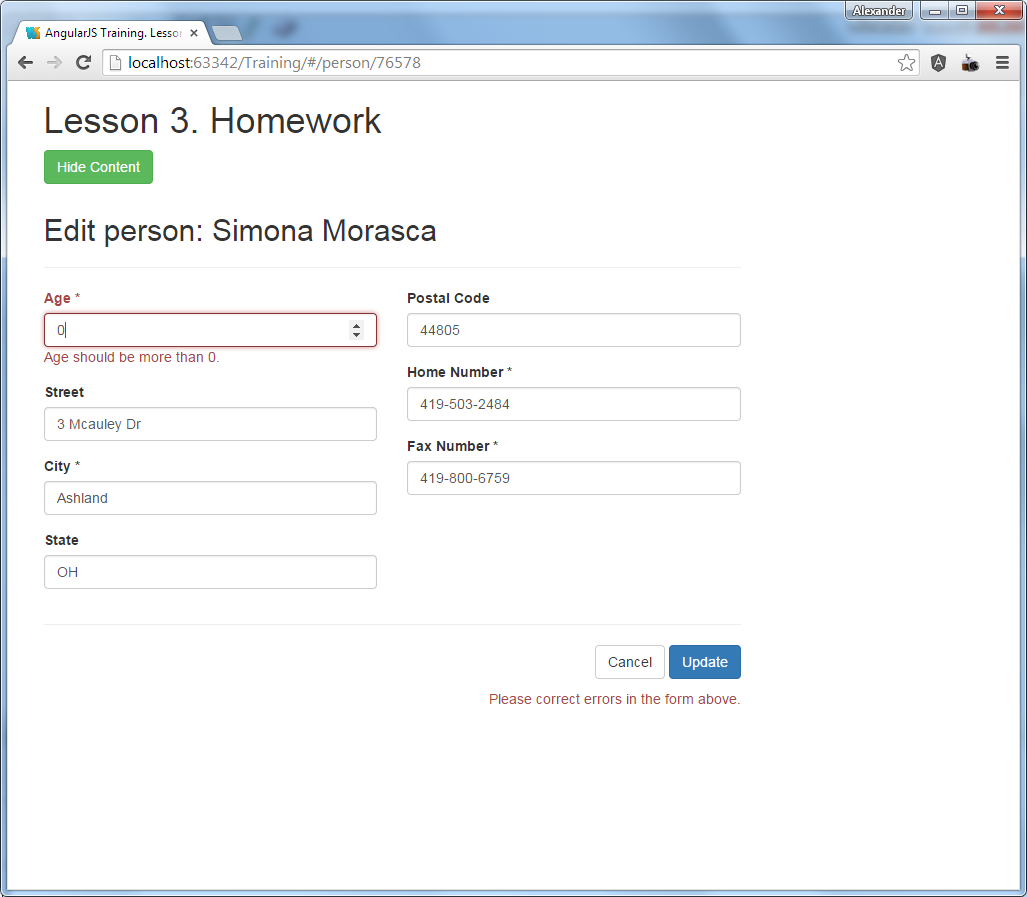 Alexander
AngularJS Training. Lesso
localhost:63342/Training/#/person/76578
Lesson 3. Homework
Hide Content
Edit person: Simona Morasca
Age *
0
Age should be more than 0.
Street
3 Mcauley Dr
City *
Ashland
State
OH
Postal Code
44805
Home Number *
419-503-2484
Fax Number *
419-800-6759
Cancel
Update
Please correct errors in the form above.